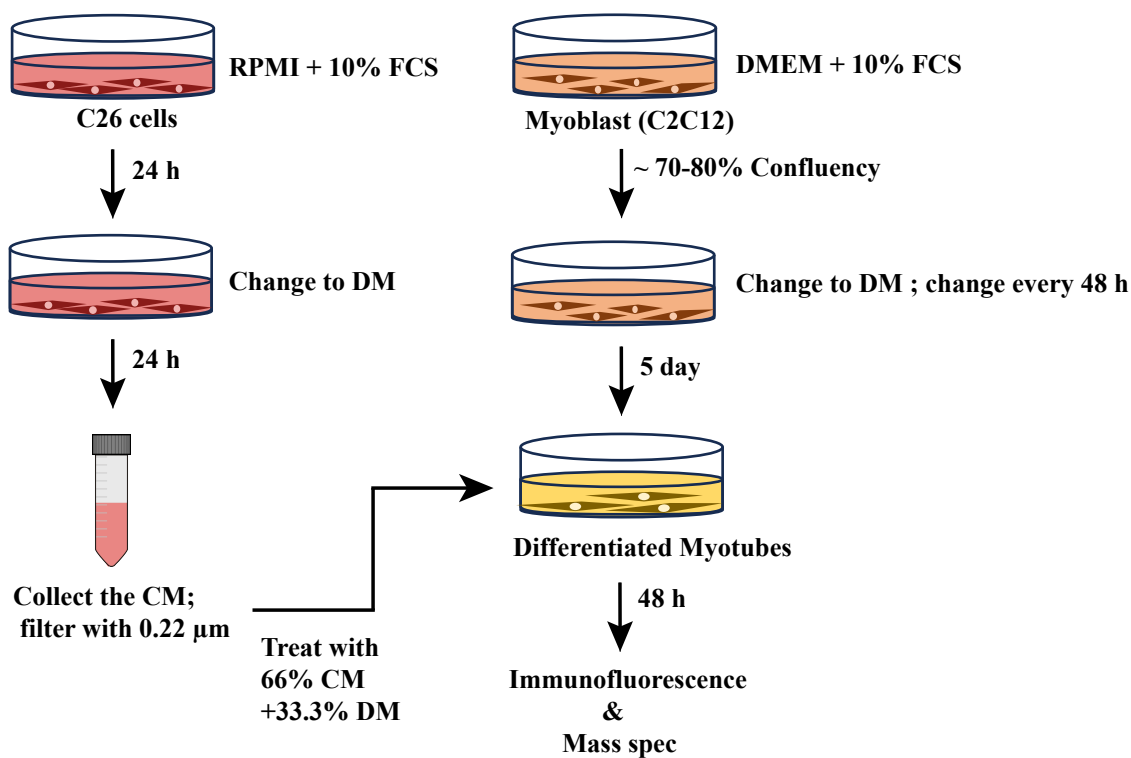 RPMI + 10% FCS
C26 cells
24 h
Change to DM
24 h
Collect the CM;
filter with 0.22 µm
Treat with
66% CM
+33.3% DM
DMEM + 10% FCS
Myoblast (C2C12)
~ 70-80% Confluency
Change to DM ; change every 48 h
5 day
Differentiated Myotubes
48 h
Immunofluorescence
&
Mass spec